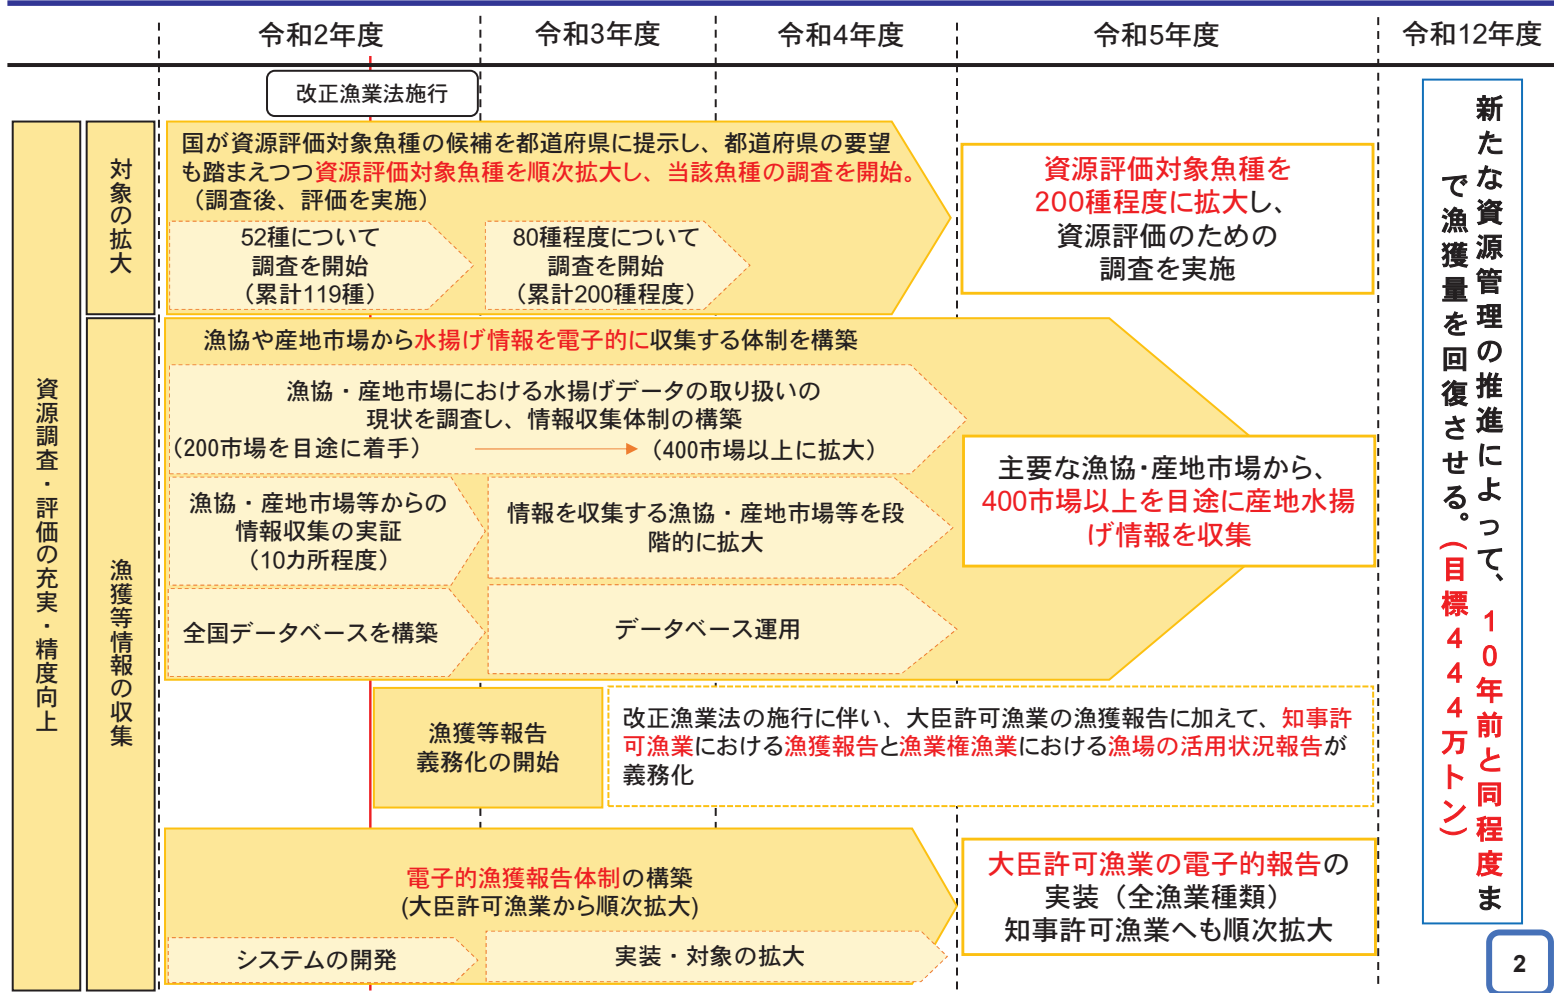 令和2年度
令和3年度
令和4年度
令和5年度
令和12年度
改正漁業法施行
資源調査・評価の充実・精度向上
対象の拡大
国が資源評価対象魚種の候補を都道府県に提示し、都道府県の要望
も踏まえつつ資源評価対象魚種を順次拡大し、当該魚種の調査を開始。
（調査後、評価を実施）
52種について
調査を開始
（累計119種）
80種程度について
調査を開始
（累計200種程度）
資源評価対象魚種を
200種程度に拡大し、
資源評価のための
調査を実施
漁獲等情報の収集
漁協や産地市場から水揚げ情報を電子的に収集する体制を構築
漁協・産地市場における水揚げデータの取り扱いの
現状を調査し、情報収集体制の構築
（200市場を目途に着手）
（400市場以上に拡大）
漁協・産地市場等からの
情報収集の実証
（10カ所程度）
情報を収集する漁協・産地市場等を段
階的に拡大
主要な漁協・産地市場から、
400市場以上を目途に産地水揚
げ情報を収集
全国データベースを構築
データベース運用
漁獲等報告
義務化の開始
改正漁業法の施行に伴い、大臣許可漁業の漁獲報告に加えて、知事許
可漁業における漁獲報告と漁業権漁業における漁場の活用状況報告が
義務化
電子的漁獲報告体制の構築
(大臣許可漁業から順次拡大)
システムの開発
実装・対象の拡大
大臣許可漁業の電子的報告の
実装（全漁業種類）
知事許可漁業へも順次拡大
新たな資源管理の推進によって、10年前と同程度ま
で漁獲量を回復させる。（目標444万トン）
2